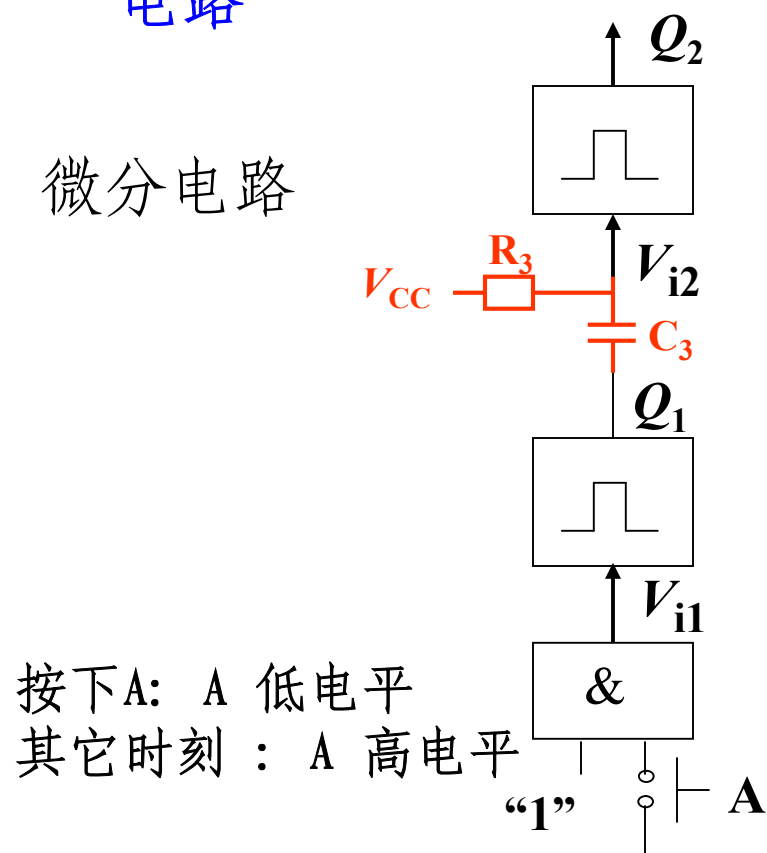 电路
Q2
微分电路
R3
Vi2
VCC
C3
Q1
Vi1
&
按下A: A 低电平
其它时刻 : A 高电平
“1”
A